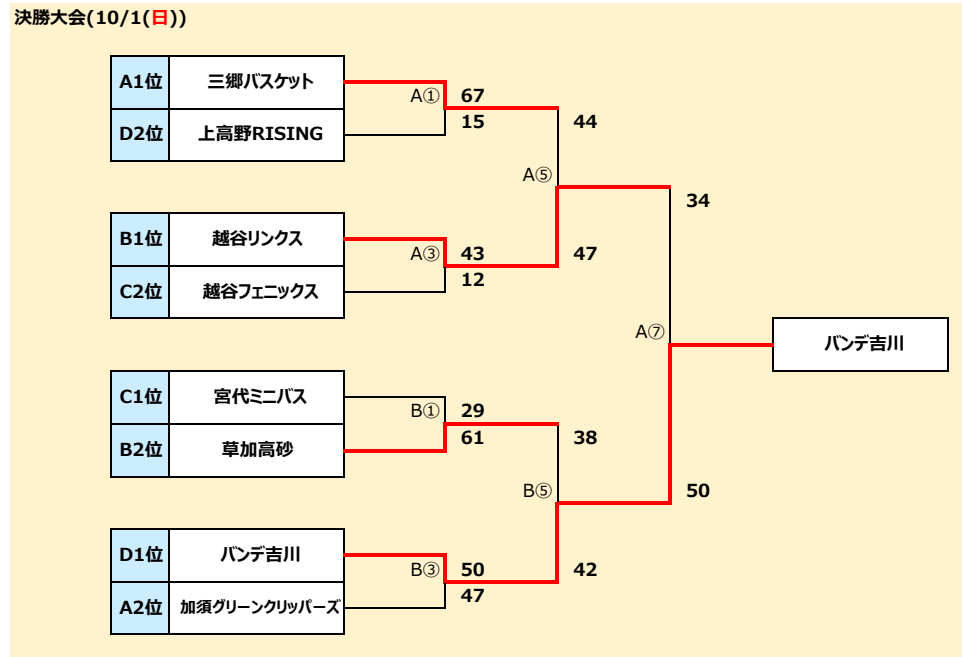 決勝大会(10/1(日))
A1位 三郷バスケット
A① 67
D2位 上高野RISING
15
44
A⑤
34
B1位 越谷リンクス
A③ 43
47
C2位 越谷フェニックス
12
A⑦
バンデ吉川
C1位 宮代ミニバス
B① 29
B2位 草加高砂
61
38
B⑤
50
D1位 バンデ吉川
B③ 50
42
A2位 加須グリーンクリッパーズ
47